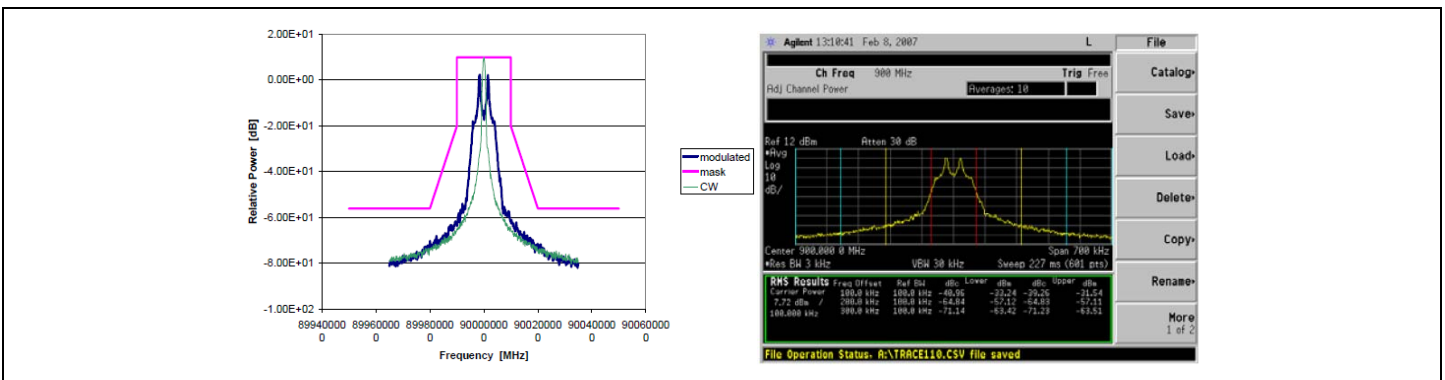 2.00E+01
0.00E+00
-2.00E+01
-4.00E+01
-6.00E+01
-8.00E+01
-1.00E+02
Relative Power [dB]
89940000 89960000 89980000 90000000 90020000 90040000 90060000
0 0 0 0 0 0 0
Frequency [MHz]
modulated
mask
CW
Agilent 13:10:41 Feb 8, 2007 L
File
Ch Freq 900 MHz Trig Free
Adj Channel Power Averages: 10
Catalog
Save
Load
Delete
Copy
Rename
More
1 of 2
Ref 12 dBm Atten 30 dB
*Avg
Log
10
dB/
Center 900.000 0 MHz Span 700 kHz
*Res BW 3 kHz VBW 30 kHz Sweep 227 ms (601 pts)
RMS Results Freq Offset Ref BW dBc Lower dBm dBc Upper dBm
Carrier Power 100.0 kHz 100.0 kHz -40.96 -33.24 -39.26 -31.54
7.72 dBm / 200.0 kHz 100.0 kHz -64.84 -57.12 -64.83 -57.11
100.000 kHz 300.0 kHz 100.0 kHz -71.14 -63.42 -71.23 -63.51
File Operation Status, A:\TRACE110.CSV file saved